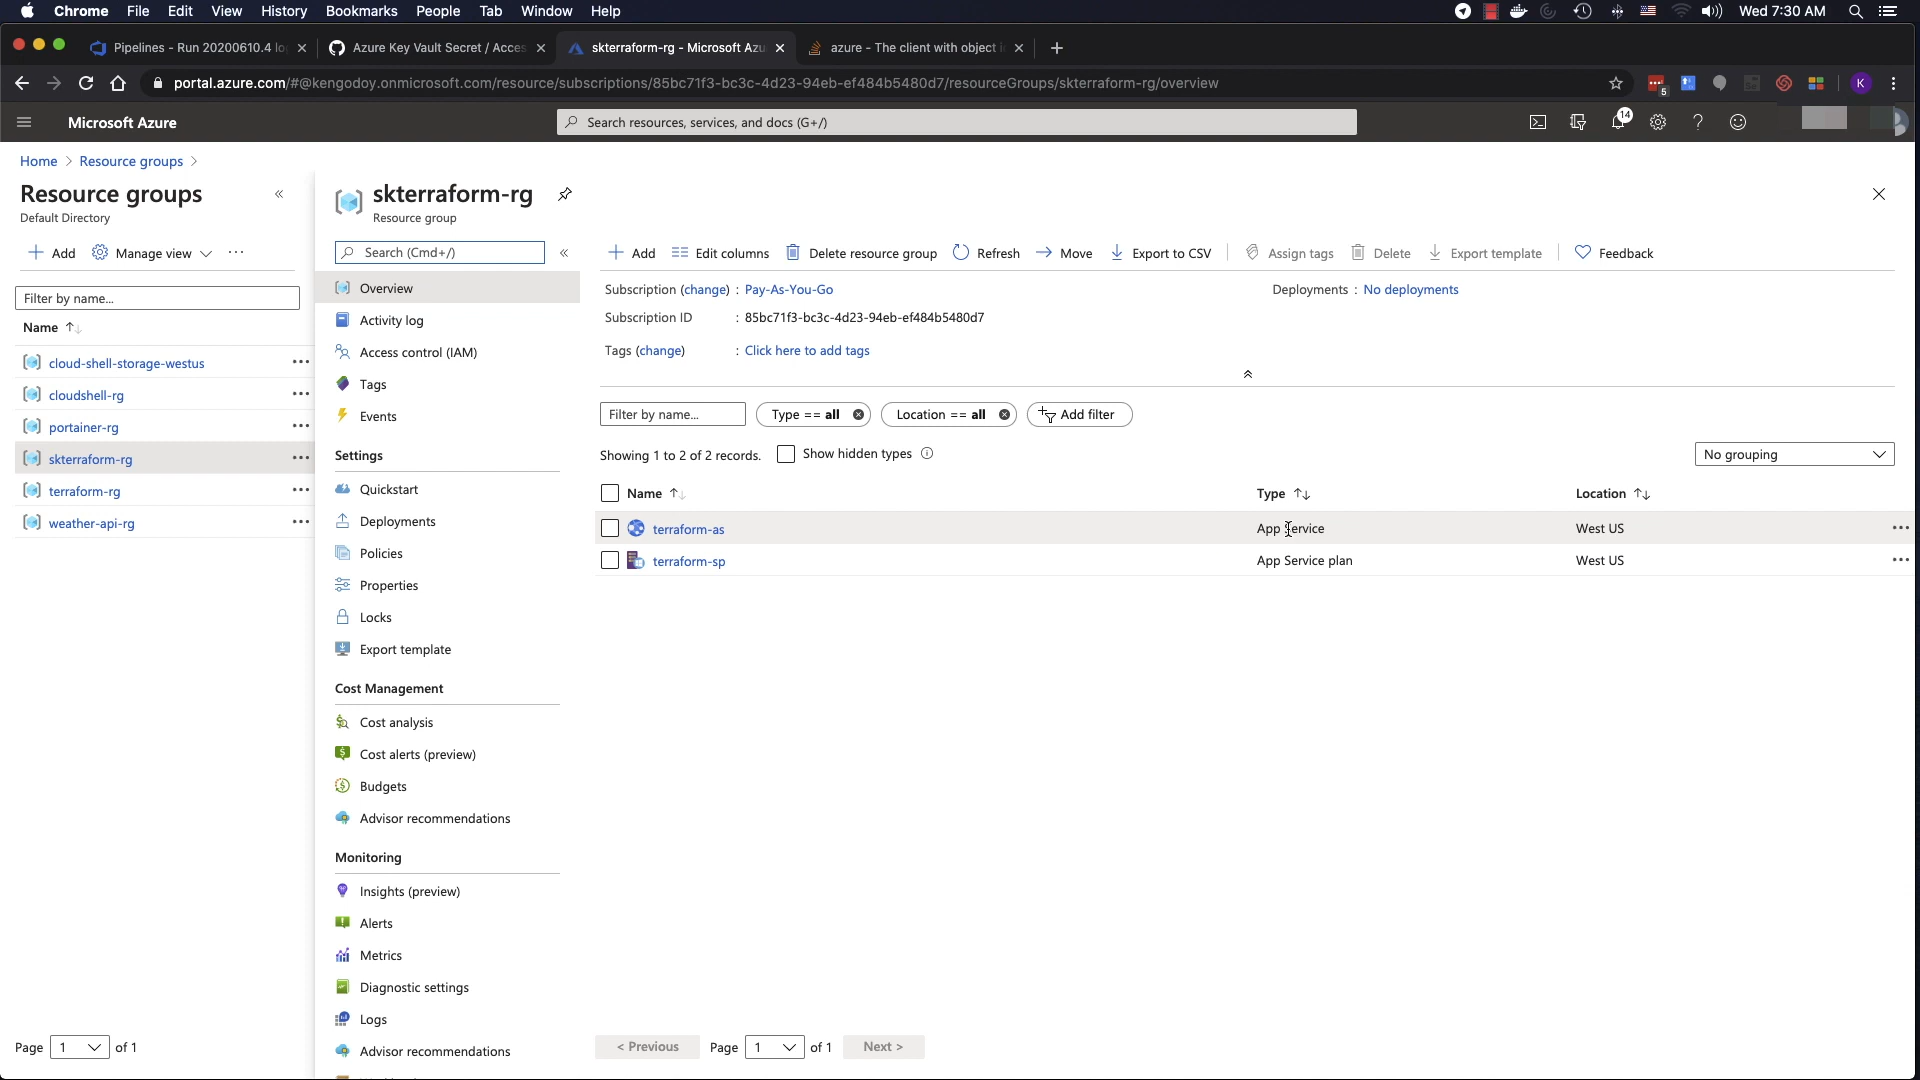 Chrome File Edit View History Bookmarks People Tab Window Help Wed 7:30 AM
Pipelines - Run 20200610.4 lo Azure Key Vault Secret / Acces skterraform-rg - Microsoft Azu azure - The client with object i
portal.azure.com/#@kengodoy.onmicrosoft.com/resource/subscriptions/85bc71f3-bc3c-4d23-94eb-ef484b5480d7/resourceGroups/skterraform-rg/overview 5 K
Microsoft Azure Search resources, services, and docs (G+/) 14
Home > Resource groups >
Resource groups
Default Directory
Add Manage view
Filter by name...
Name
cloud-shell-storage-westus
cloudshell-rg
portainer-rg
skterraform-rg
terraform-rg
weather-api-rg
Page 1 of 1
skterraform-rg
Resource group
Search (Cmd+/)
Overview
Activity log
Access control (IAM)
Tags
Events
Settings
Quickstart
Deployments
Policies
Properties
Locks
Export template
Cost Management
Cost analysis
Cost alerts (preview)
Budgets
Advisor recommendations
Monitoring
Insights (preview)
Alerts
Metrics
Diagnostic settings
Logs
Advisor recommendations
Add Edit columns Delete resource group Refresh Move Export to CSV Assign tags Delete Export template Feedback
Subscription (change) : Pay-As-You-Go Deployments : No deployments
Subscription ID : 85bc71f3-bc3c-4d23-94eb-ef484b5480d7
Tags (change) : Click here to add tags
Filter by name... Type == all Location == all Add filter
Showing 1 to 2 of 2 records. Show hidden types No grouping
Name Type Location
terraform-as App Service West US
terraform-sp App Service plan West US
< Previous Page 1 of 1 Next >